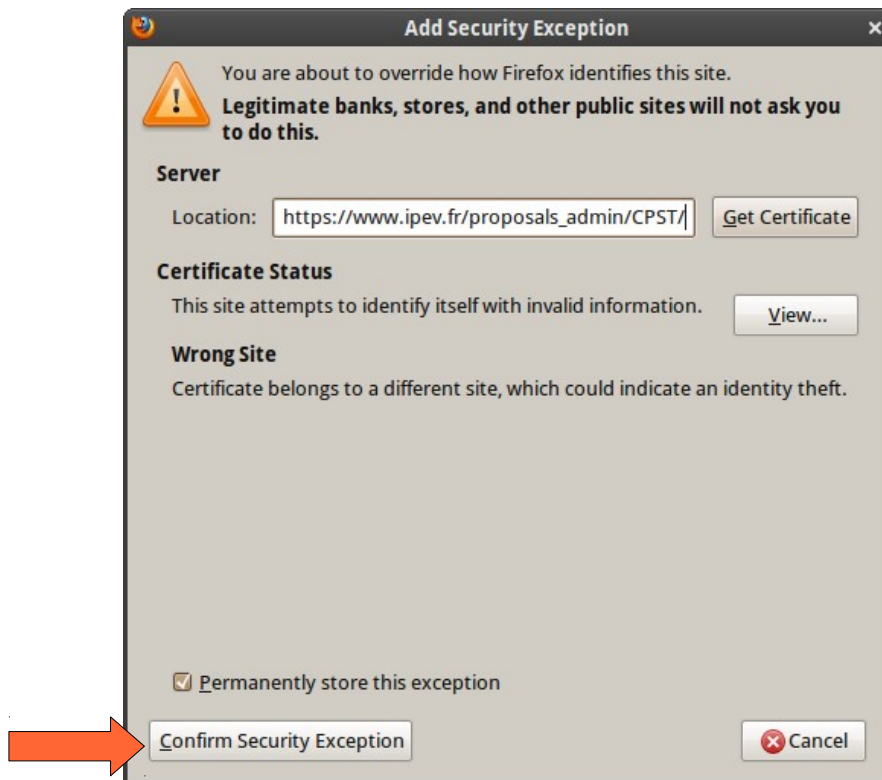 Add Security Exception
You are about to override how Firefox identifies this site.
Legitimate banks, stores, and other public sites will not ask you
to do this.
Server
Location: https://www.ipev.fr/proposals_admin/CPST/ Get Certificate
Certificate Status
This site attempts to identify itself with invalid information. View...
Wrong Site
Certificate belongs to a different site, which could indicate an identity theft.
Permanently store this exception
Confirm Security Exception Cancel